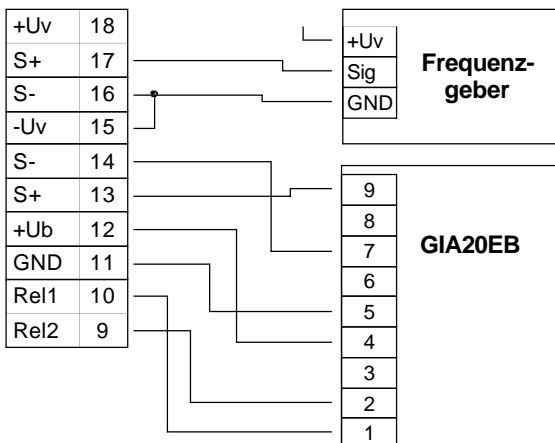 +Uv 18
S+ 17
S- 16
-Uv 15
S- 14
S+ 13
+Ub 12
GND 11
Rel1 10
Rel2 9
+Uv
Sig
GND
Frequenz-
geber
9
8
7
6
5
4
3
2
1
GIA20EB